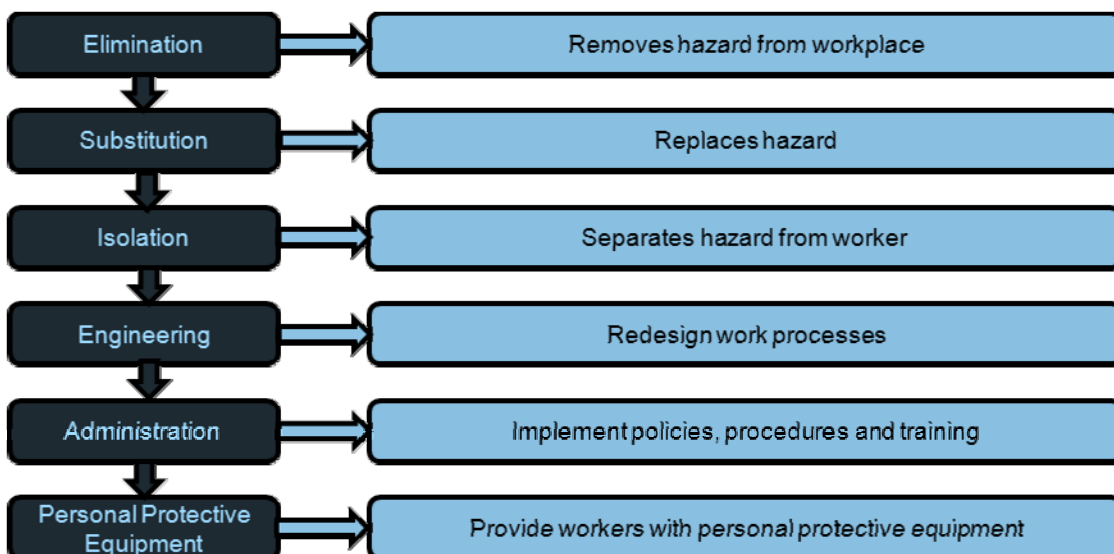 Elimination
Removes hazard from workplace
Substitution
Replaces hazard
Isolation
Separates hazard from worker
Engineering
Redesign work processes
Administration
Implement policies, procedures and training
Personal Protective
Equipment
Provide workers with personal protective equipment